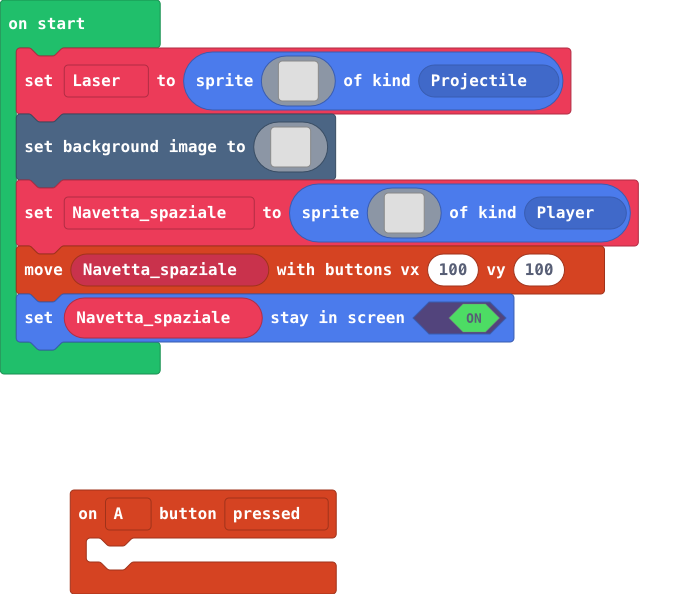 on start
set Laser to sprite of kind Projectile
set background image to
set Navetta_spaziale to sprite of kind Player
move Navetta_spaziale with buttons vx 100 vy 100
set Navetta_spaziale stay in screen ON
on A button pressed